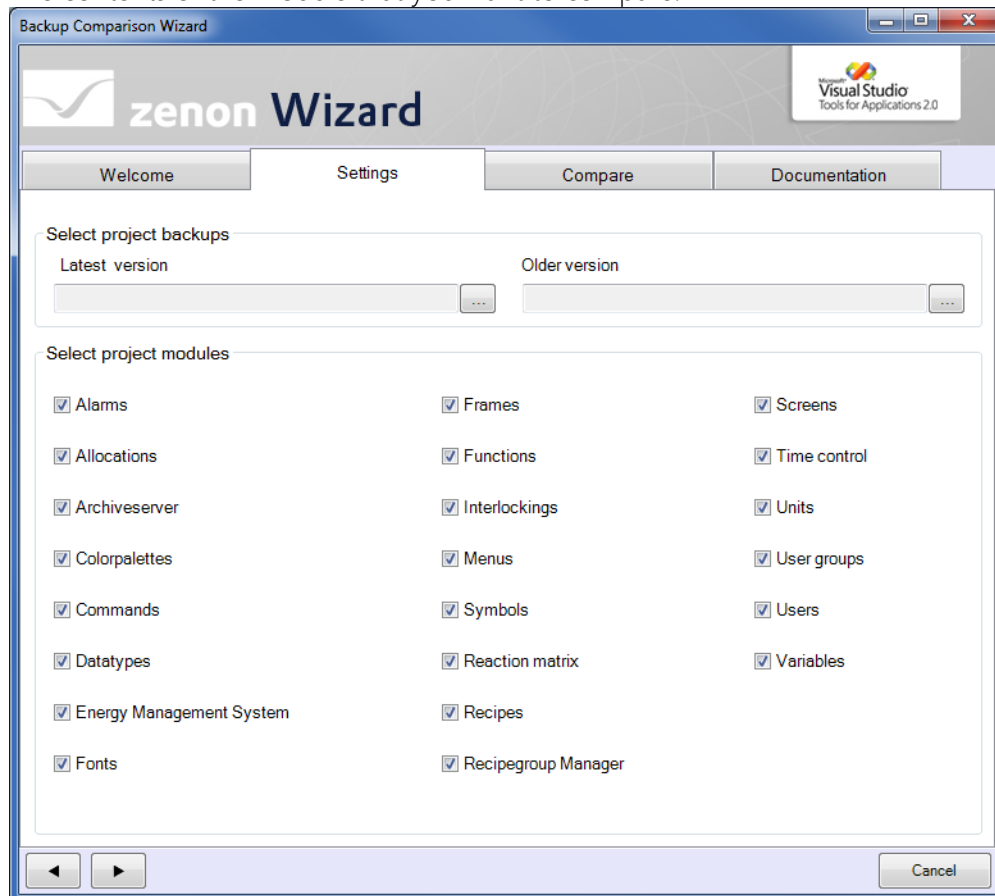 Backup Comparison Wizard
zenon Wizard
Microsoft
Visual Studio
Tools for Applications 2.0
Welcome Settings Compare Documentation
Select project backups
Latest version Older version
... ...
Select project modules
Alarms Frames Screens
Allocations Functions Time control
Archiveserver Interlockings Units
Colorpalettes Menus User groups
Commands Symbols Users
Datatypes Reaction matrix Variables
Energy Management System Recipes
Fonts Recipegroup Manager
Cancel